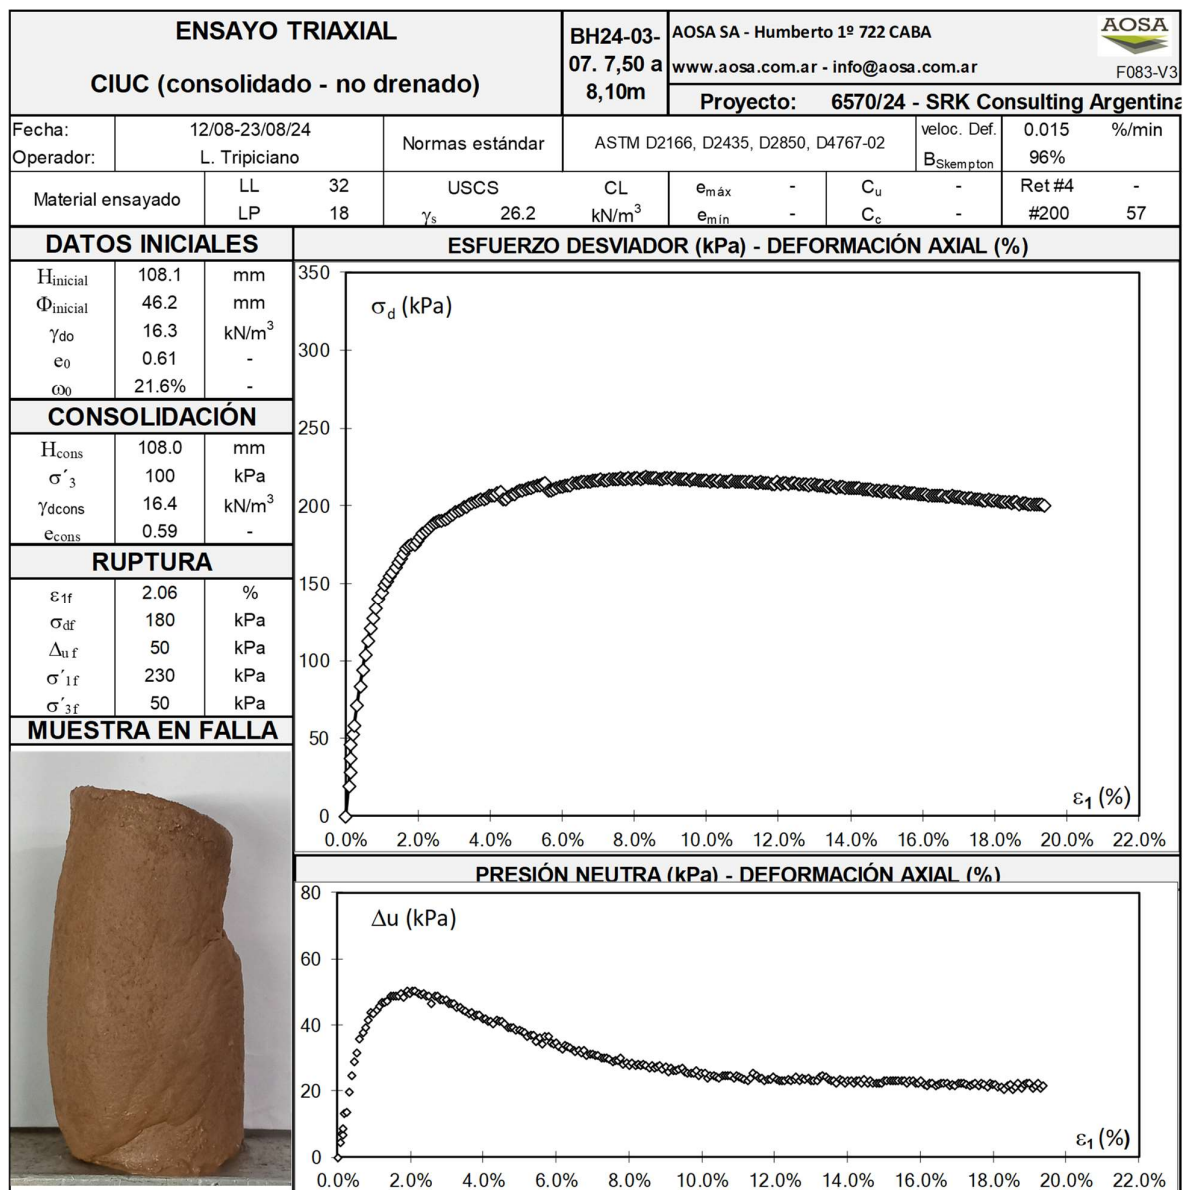 ENSAYO TRIAXIAL
CIUC (consolidado - no drenado)
BH24-03-
07. 7,50 a
8,10m
AOSA SA - Humberto 1º 722 CABA
www.aosa.com.ar - info@aosa.com.ar
AOSA
F083-V3
Proyecto: 6570/24 - SRK Consulting Argentina
Fecha: 12/08-23/08/24
Operador: L. Tripiciano
Normas estándar
ASTM D2166, D2435, D2850, D4767-02
veloc. Def. 0.015 %/min
BSkempton 96%
Material ensayado
LL 32
LP 18
USCS CL
γs 26.2 kN/m³
emáx -
emín -
Cu -
Cc -
Ret #4 -
#200 57
DATOS INICIALES
Hinicial 108.1 mm
Φinicial 46.2 mm
γdo 16.3 kN/m³
e0 0.61 -
ω0 21.6% -
CONSOLIDACIÓN
Hcons 108.0 mm
σ´3 100 kPa
γdcons 16.4 kN/m³
econs 0.59 -
RUPTURA
ε1f 2.06 %
σdf 180 kPa
Δuf 50 kPa
σ´1f 230 kPa
σ´3f 50 kPa
MUESTRA EN FALLA
ESFUERZO DESVIADOR (kPa) - DEFORMACIÓN AXIAL (%)
350
σd (kPa)
300
250
200
150
100
50
ε1 (%)
0
0.0% 2.0% 4.0% 6.0% 8.0% 10.0% 12.0% 14.0% 16.0% 18.0% 20.0% 22.0%
PRESIÓN NEUTRA (kPa) - DEFORMACIÓN AXIAL (%)
80
Δu (kPa)
60
40
20
ε1 (%)
0
0.0% 2.0% 4.0% 6.0% 8.0% 10.0% 12.0% 14.0% 16.0% 18.0% 20.0% 22.0%